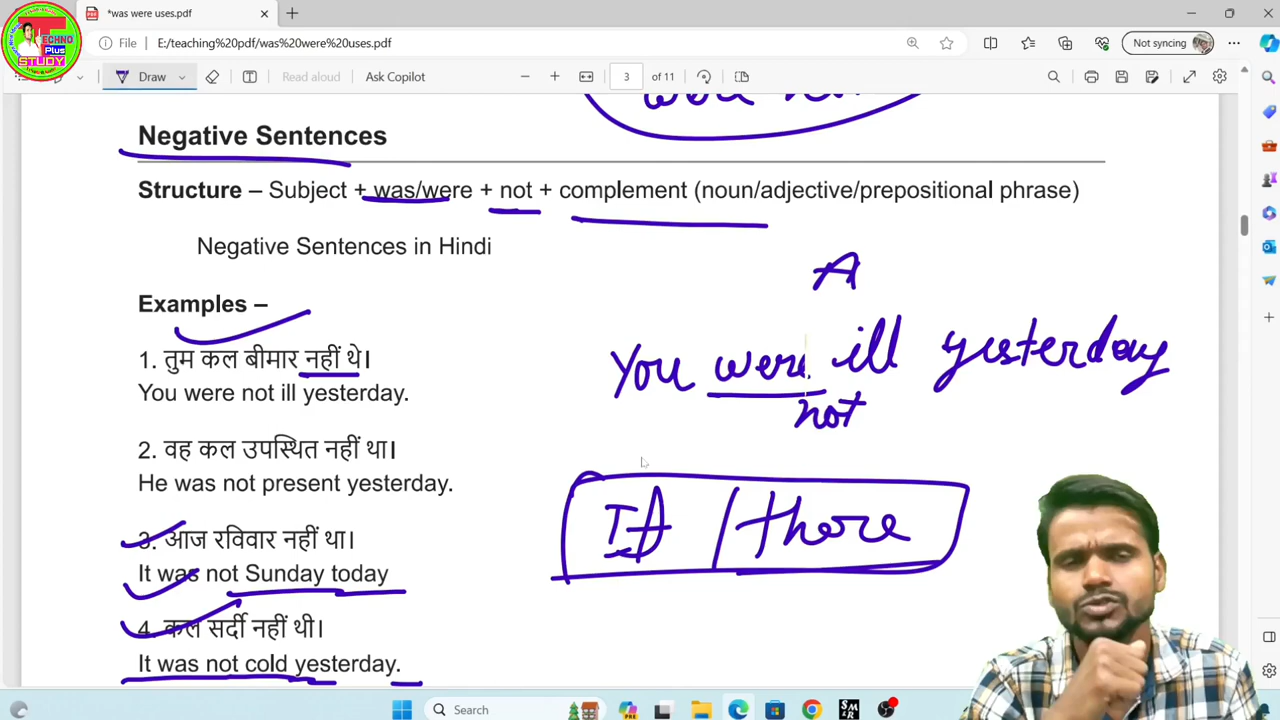 *was were uses.pdf
TECHNO
Plus
STUDY
File E:/teaching%20pdf/was%20were%20uses.pdf Not syncing
Draw Read aloud Ask Copilot 3 of 11
Negative Sentences
Structure – Subject + was/were + not + complement (noun/adjective/prepositional phrase)
Negative Sentences in Hindi
A
Examples –
You were ill yesterday
not
1. तुम कल बीमार नहीं थे।
You were not ill yesterday.
2. वह कल उपस्थित नहीं था।
He was not present yesterday.
It / there
3. आज रविवार नहीं था।
It was not Sunday today
4. कल सर्दी नहीं थी।
It was not cold yesterday.
Search